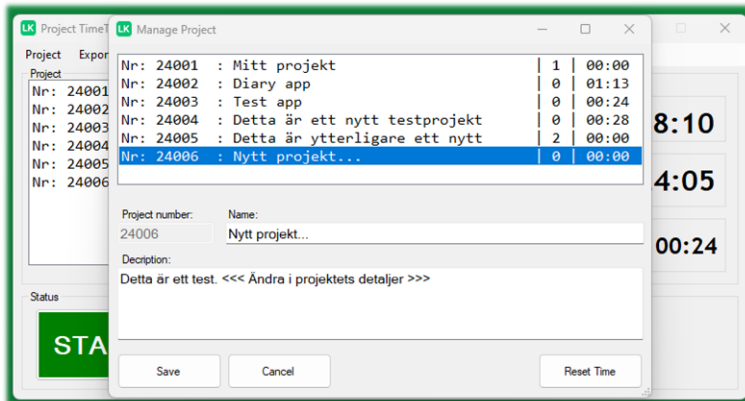 LK Project TimeT
Project Expor
Project
Nr: 24001
Nr: 24002
Nr: 24003
Nr: 24004
Nr: 24005
Nr: 24006
Status
STA
LK Manage Project
Nr: 24001 : Mitt projekt | 1 | 00:00
Nr: 24002 : Diary app | 0 | 01:13
Nr: 24003 : Test app | 0 | 00:24
Nr: 24004 : Detta är ett nytt testprojekt | 0 | 00:28
Nr: 24005 : Detta är ytterligare ett nytt | 2 | 00:00
Nr: 24006 : Nytt projekt... | 0 | 00:00
Project number: Name:
24006 Nytt projekt...
Decription:
Detta är ett test. <<< Ändra i projektets detaljer >>>
Save Cancel Reset Time
8:10
4:05
00:24